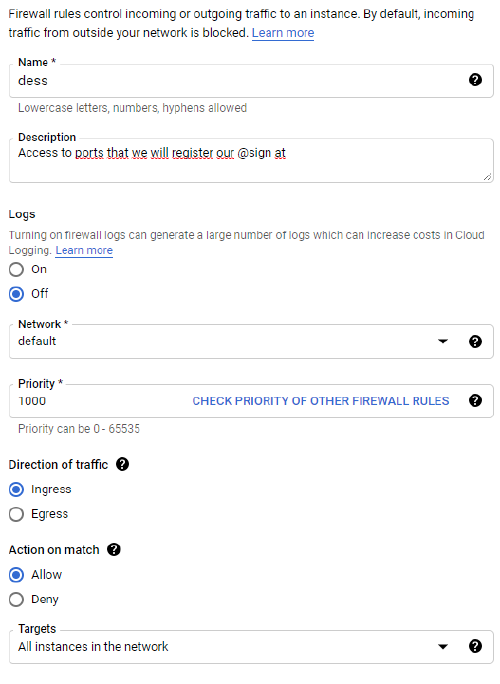 Firewall rules control incoming or outgoing traffic to an instance. By default, incoming
traffic from outside your network is blocked. Learn more
Name *
dess
Lowercase letters, numbers, hyphens allowed
Description
Access to ports that we will register our @sign at
Logs
Turning on firewall logs can generate a large number of logs which can increase costs in Cloud
Logging. Learn more
On
Off
Network *
default
Priority *
1000 CHECK PRIORITY OF OTHER FIREWALL RULES
Priority can be 0 - 65535
Direction of traffic
Ingress
Egress
Action on match
Allow
Deny
Targets
All instances in the network